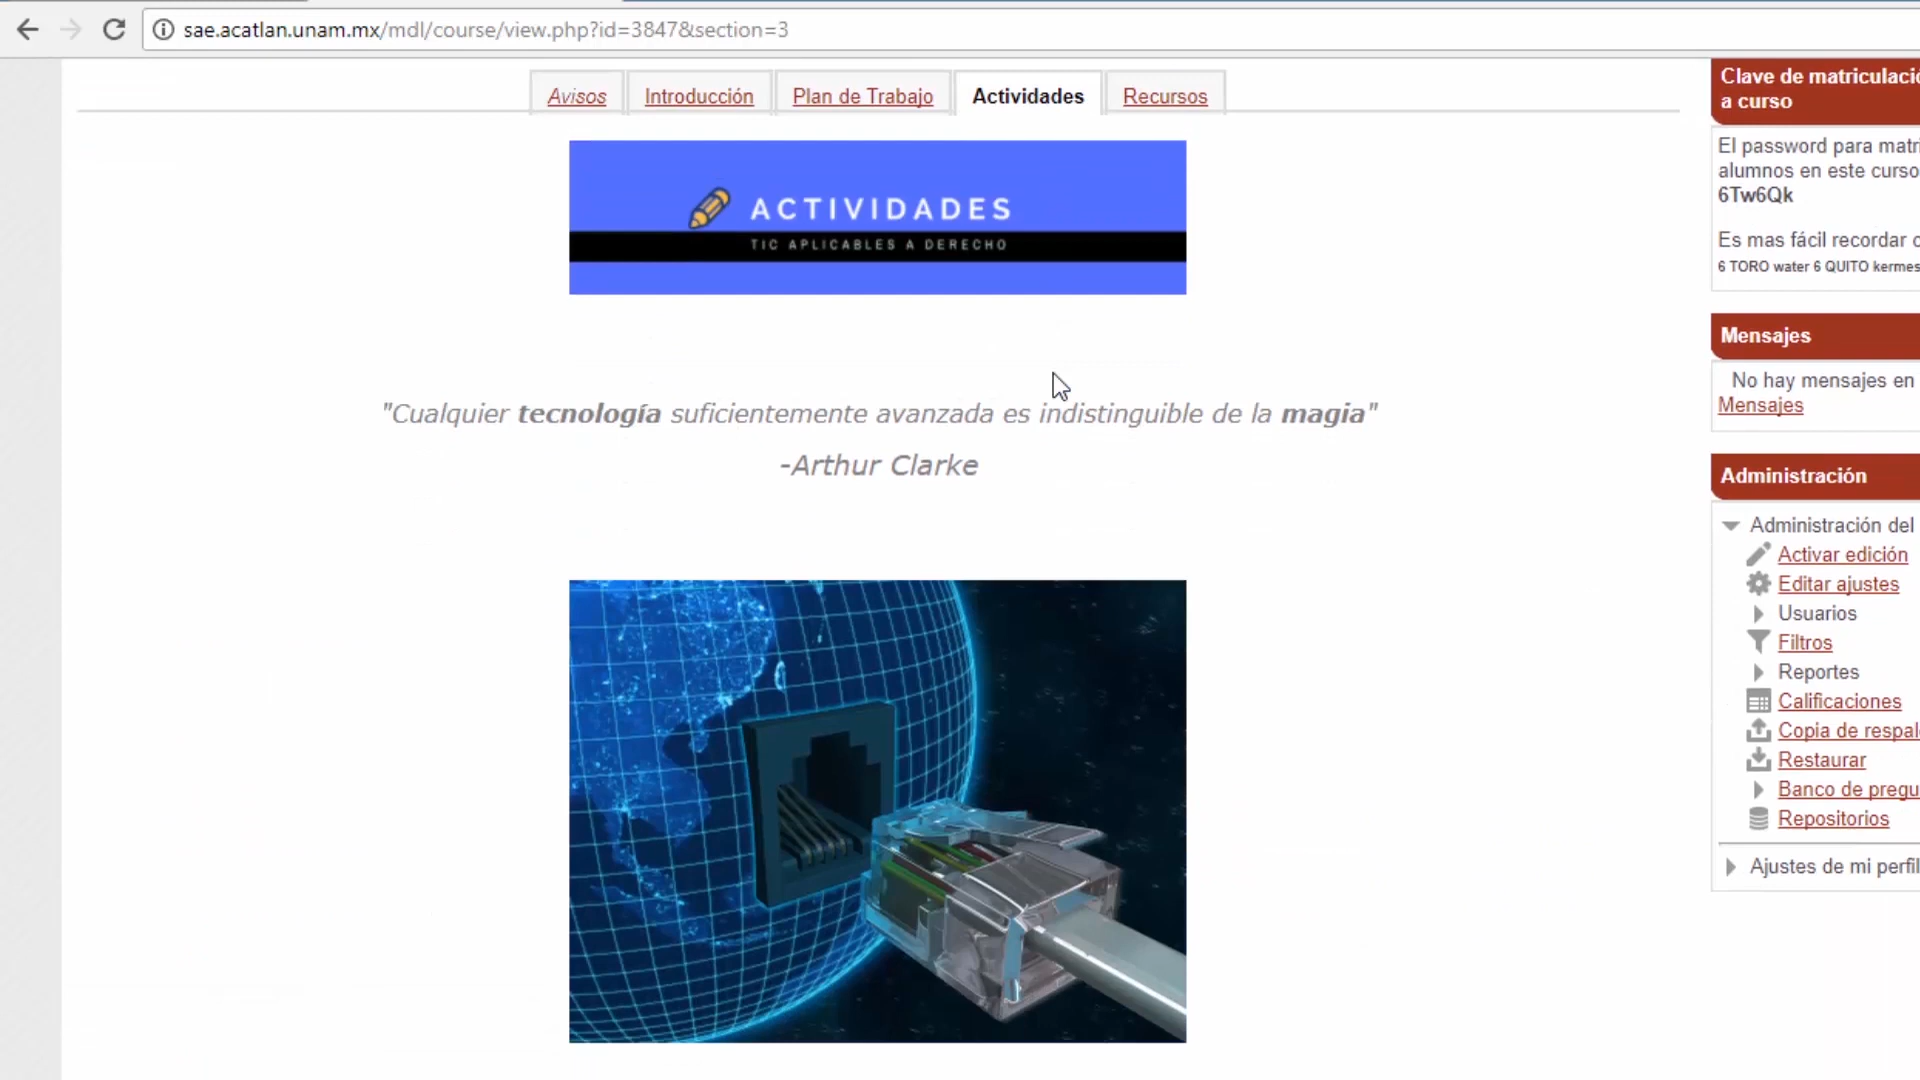 sae.acatlan.unam.mx/mdl/course/view.php?id=3847&section=3
Avisos
Introducción
Plan de Trabajo
Actividades
Recursos
ACTIVIDADES
TIC APLICABLES A DERECHO
"Cualquier tecnología suficientemente avanzada es indistinguible de la magia"
-Arthur Clarke
Clave de matriculació
a curso
El password para matri
alumnos en este curso
6Tw6Qk
Es mas fácil recordar c
6 TORO water 6 QUITO kermes
Mensajes
No hay mensajes en
Mensajes
Administración
Administración del
Activar edición
Editar ajustes
Usuarios
Filtros
Reportes
Calificaciones
Copia de respal
Restaurar
Banco de pregu
Repositorios
Ajustes de mi perfil